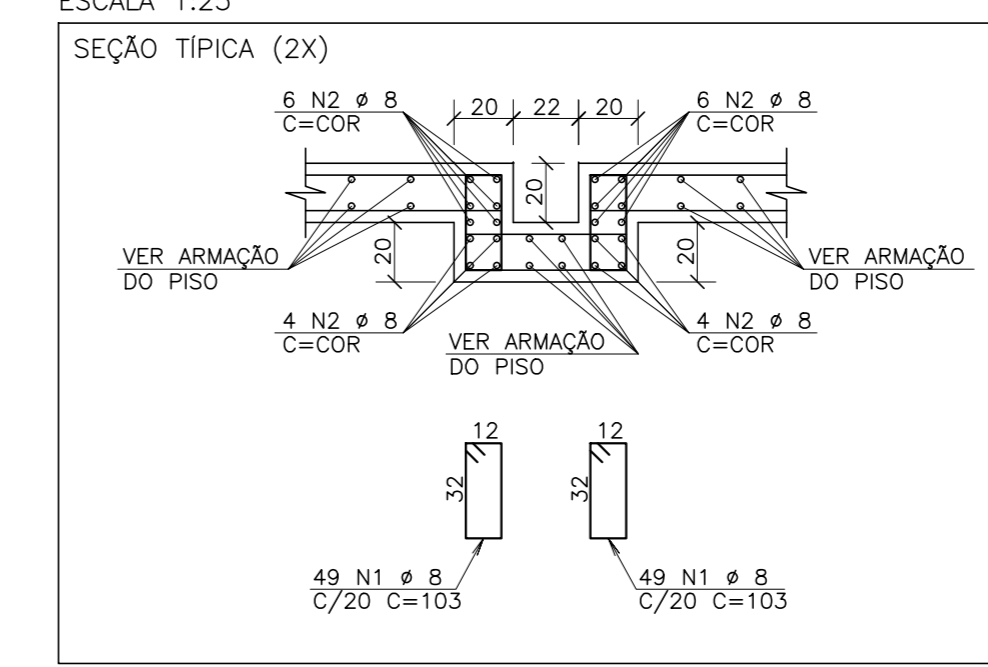 ESCALA 1:25
SEÇÃO TÍPICA (2X)
6 N2 ø 8
C=COR
20 22 20
6 N2 ø 8
C=COR
20
20
20
VER ARMAÇÃO
DO PISO
VER ARMAÇÃO
DO PISO
4 N2 ø 8
C=COR
VER ARMAÇÃO
DO PISO
4 N2 ø 8
C=COR
12
12
32
32
49 N1 ø 8
C/20 C=103
49 N1 ø 8
C/20 C=103